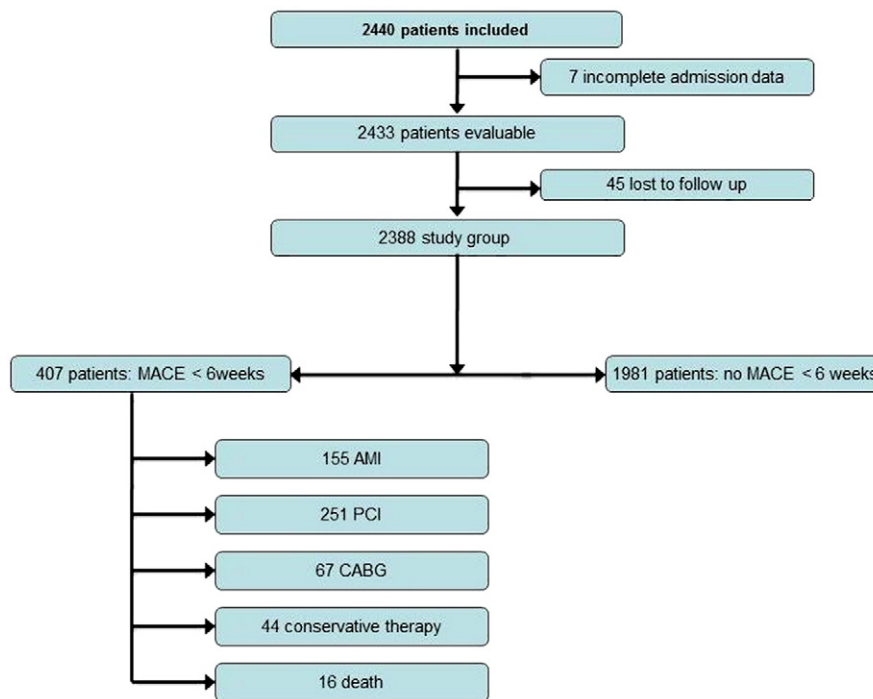 2440 patients included
7 incomplete admission data
2433 patients evaluable
45 lost to follow up
2388 study group
407 patients: MACE < 6weeks
1981 patients: no MACE < 6 weeks
155 AMI
251 PCI
67 CABG
44 conservative therapy
16 death